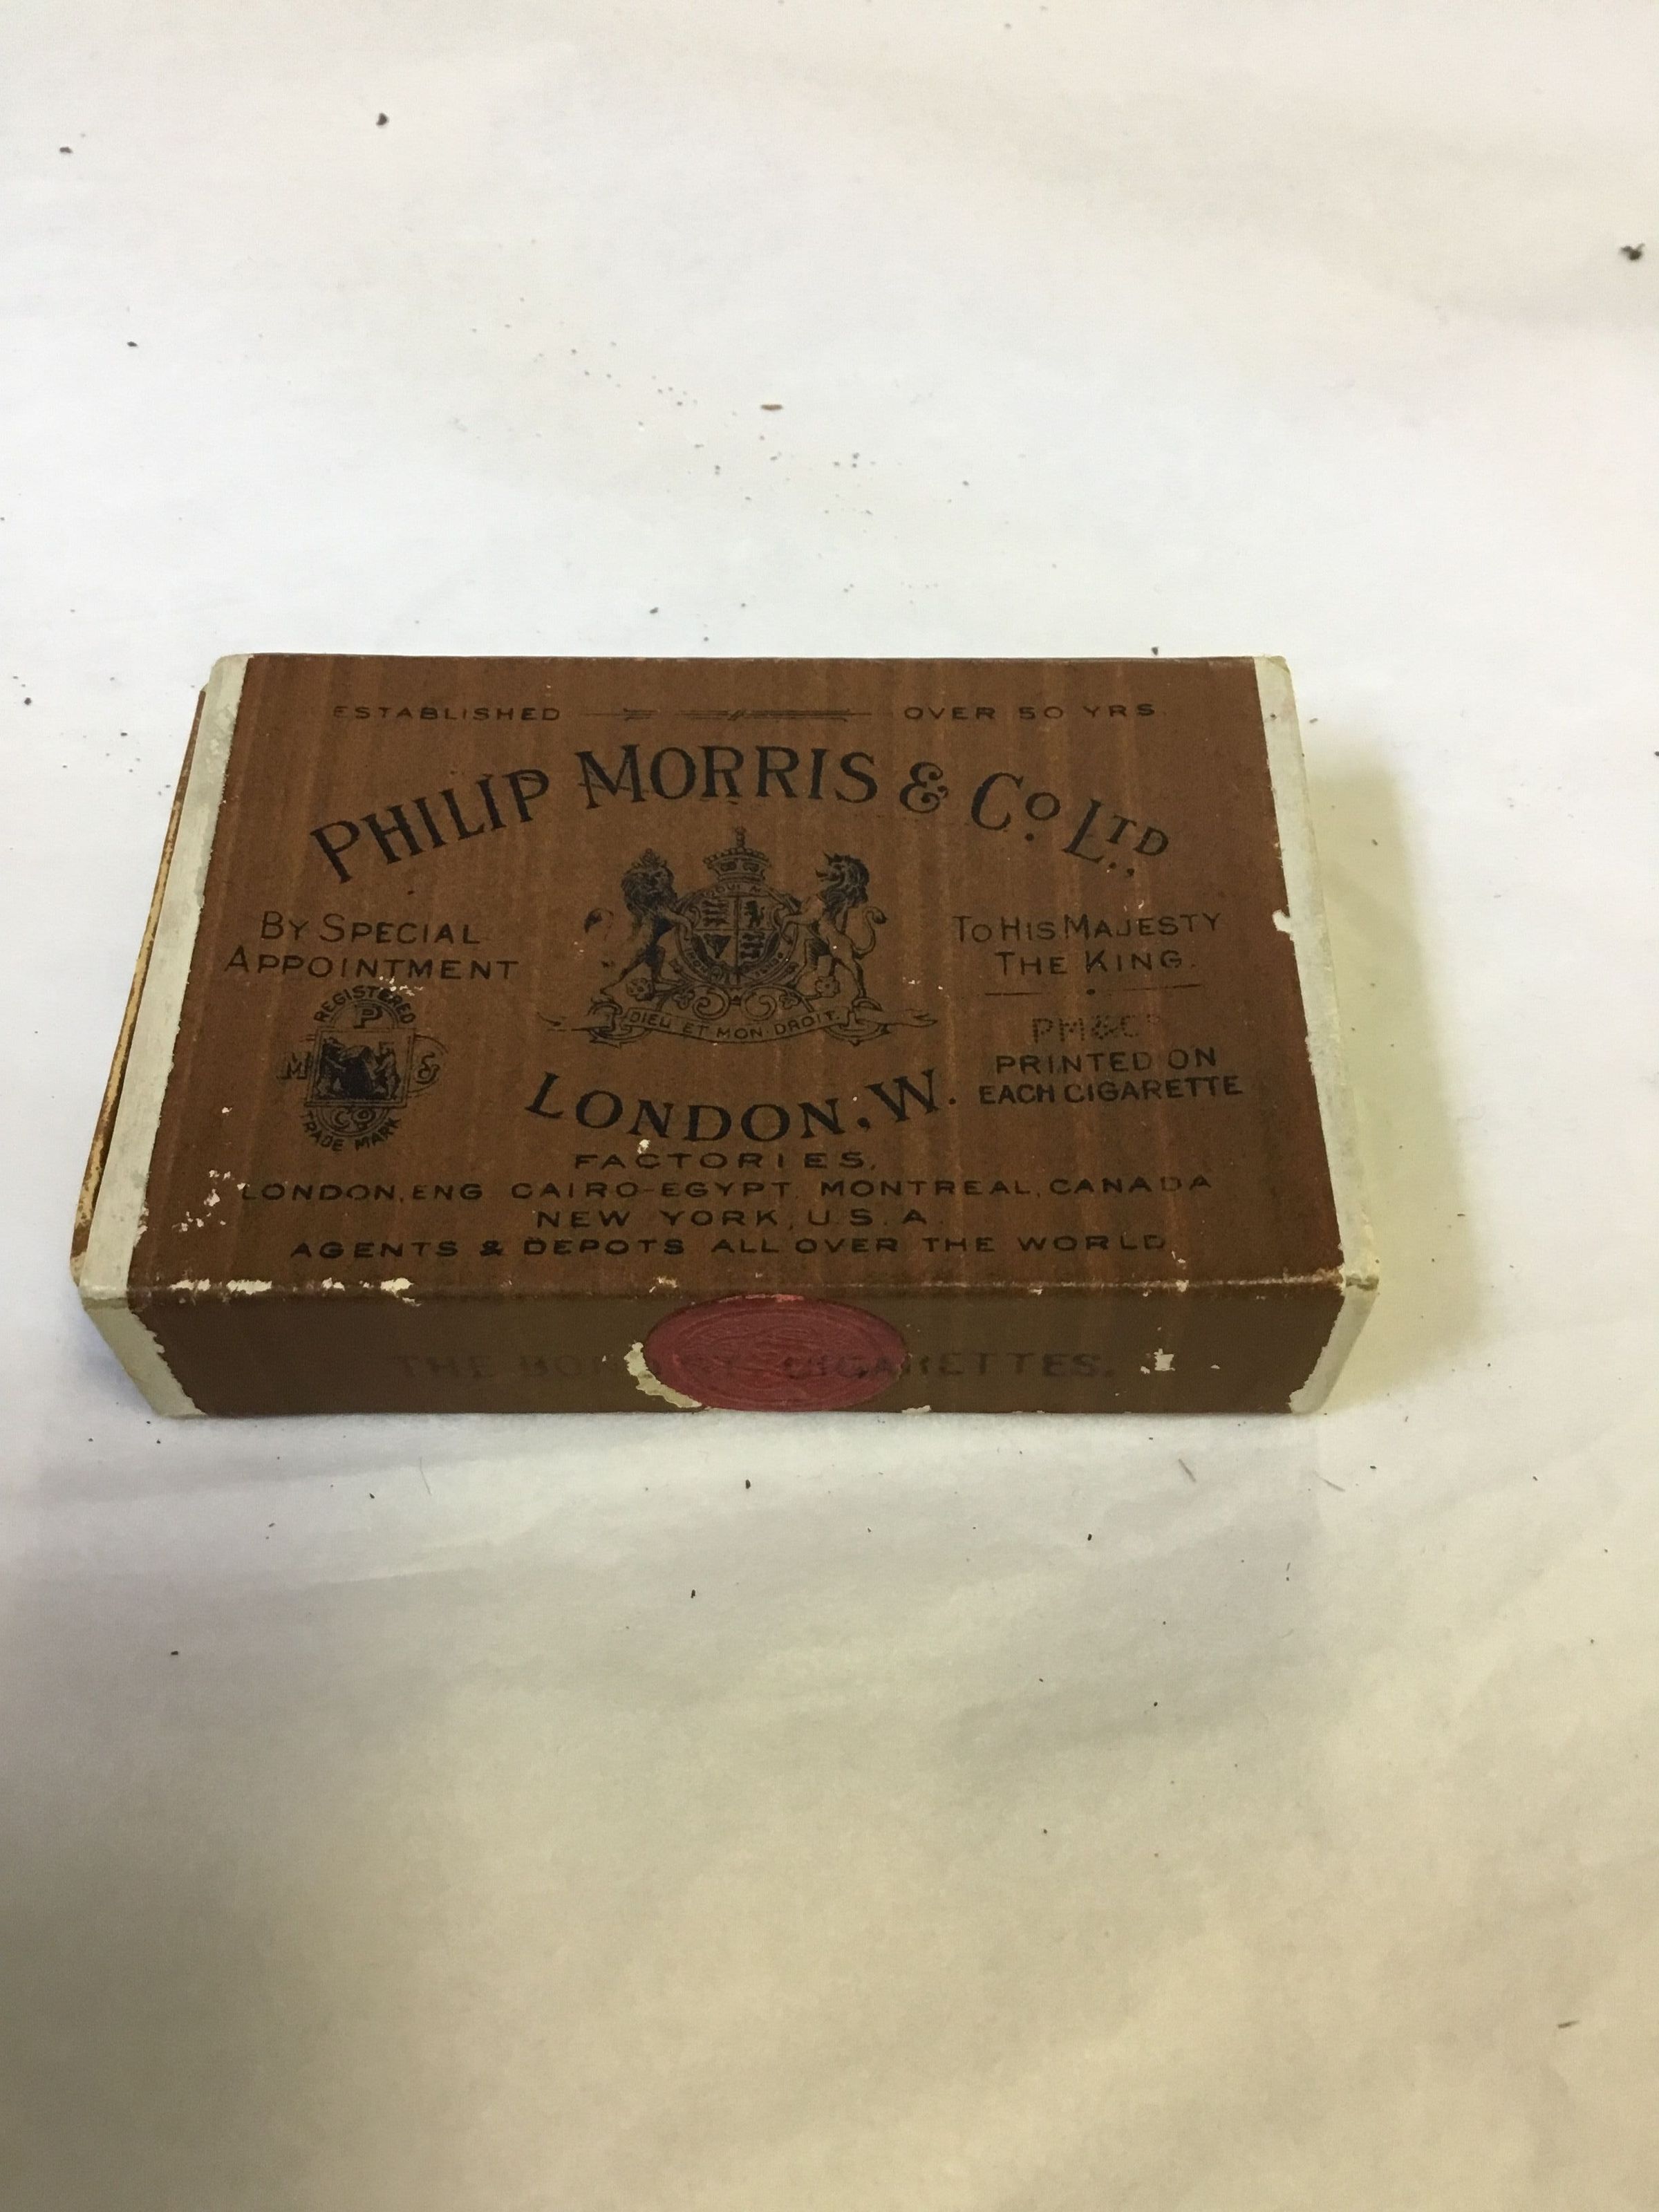 ESTABLISHED OVER 50 YRS.
PHILIP MORRIS & Co. LTD.,
BY SPECIAL
APPOINTMENT
TO HIS MAJESTY
THE KING.
DIEU ET MON DROIT
REGISTERED
P
M &
Co
TRADE MARK
PM&Co
PRINTED ON
EACH CIGARETTE
LONDON, W.
FACTORIES,
LONDON, ENG CAIRO-EGYPT. MONTREAL, CANADA
NEW YORK, U.S.A.
AGENTS & DEPOTS ALL OVER THE WORLD
THE CIGARETTES.